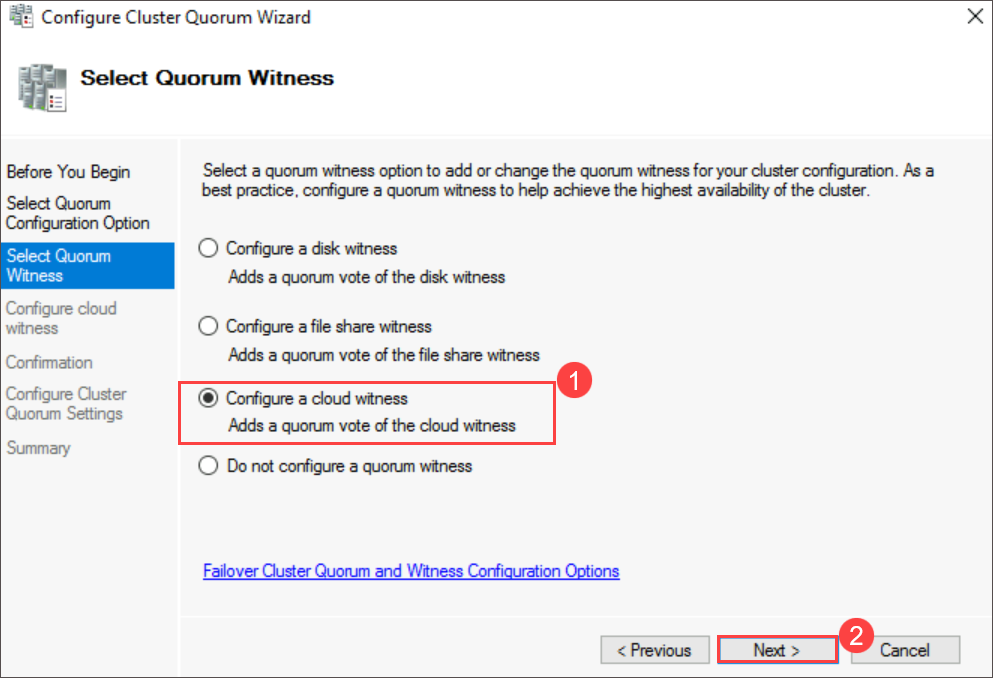 Configure Cluster Quorum Wizard
Select Quorum Witness
Before You Begin
Select Quorum
Configuration Option
Select Quorum
Witness
Configure cloud
witness
Confirmation
Configure Cluster
Quorum Settings
Summary
Select a quorum witness option to add or change the quorum witness for your cluster configuration. As a
best practice, configure a quorum witness to help achieve the highest availability of the cluster.
Configure a disk witness
Adds a quorum vote of the disk witness
Configure a file share witness
Adds a quorum vote of the file share witness
Configure a cloud witness
Adds a quorum vote of the cloud witness
1
Do not configure a quorum witness
Failover Cluster Quorum and Witness Configuration Options
< Previous
Next >
2
Cancel